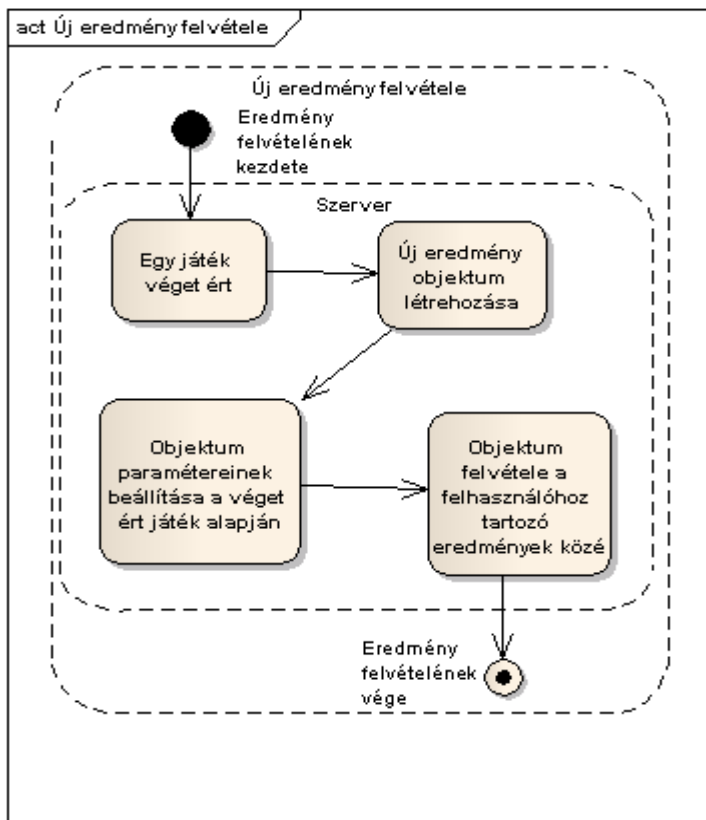 act Új eredmény felvétele
Új eredmény felvétele
Eredmény
felvételének
kezdete
Szerver
Egy játék
véget ért
Új eredmény
objektum
létrehozása
Objektum
paramétereinek
beállítása a véget
ért játék alapján
Objektum
felvétele a
felhasználóhoz
tartozó
eredmények közé
Eredmény
felvételének
vége